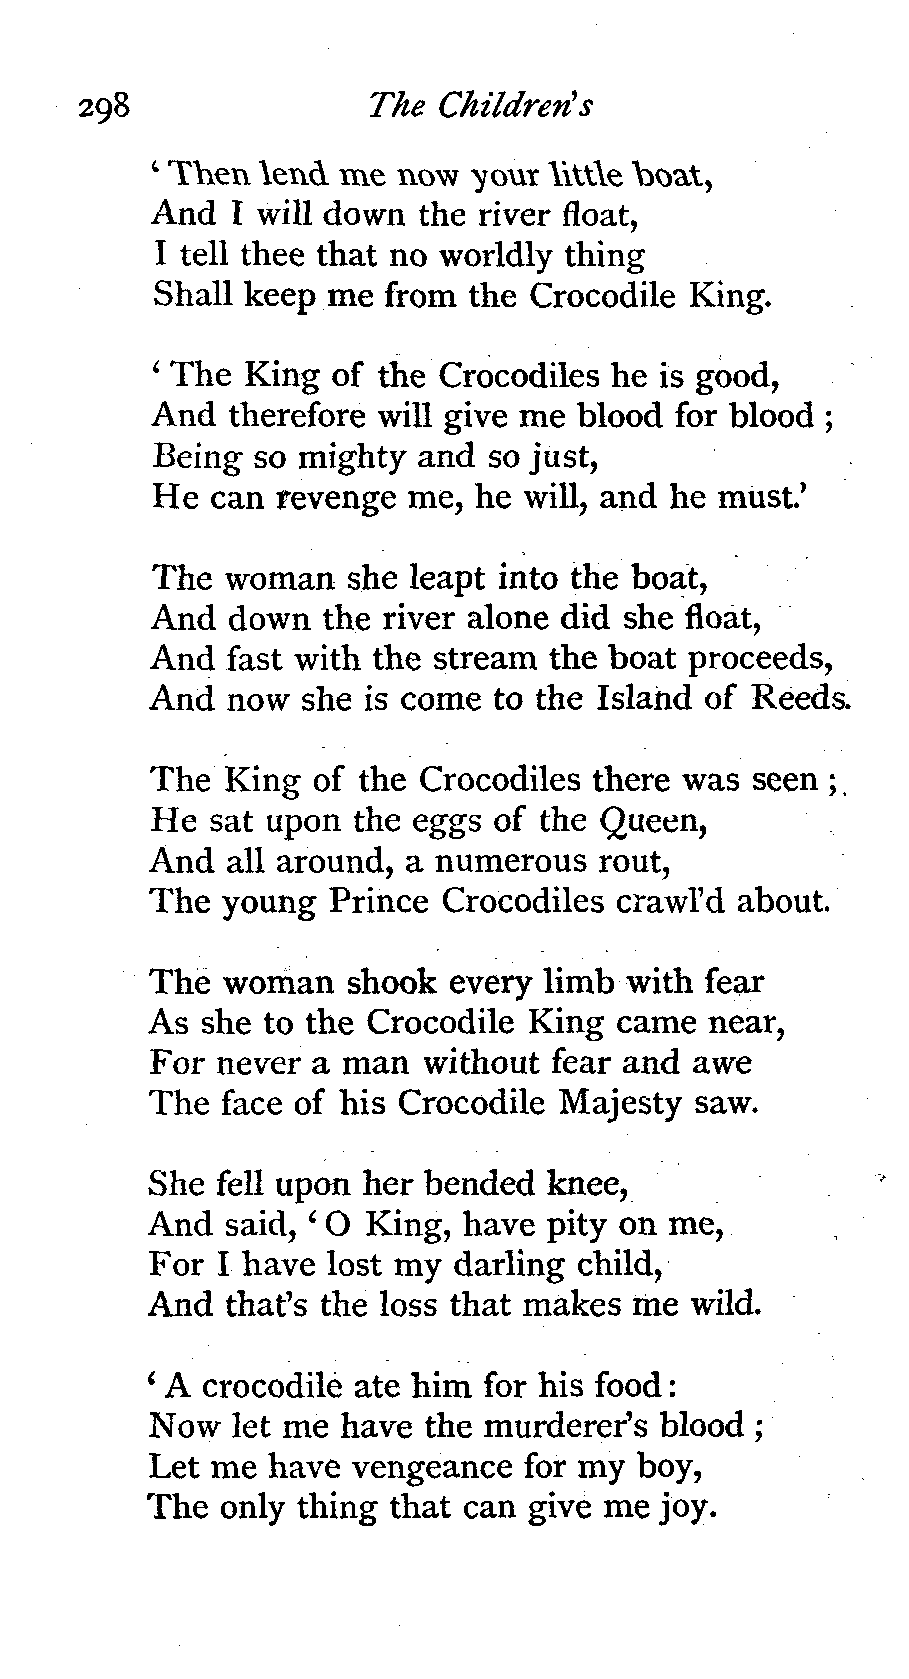 298 The Children's
‘ Then lend me now your little boat,
And I will down the river float,
I tell thee that no worldly thing
Shall keep me from the Crocodile King.
‘ The King of the Crocodiles he is good,
And therefore will give me blood for blood ;
Being so mighty and so just,
He can revenge me, he will, and he must.’
The woman she leapt into the boat,
And down the river alone did she float,
And fast with the stream the boat proceeds,
And now she is come to the Island of Reeds.
The King of the Crocodiles there was seen ;
He sat upon the eggs of the Queen,
And all around, a numerous rout,
The young Prince Crocodiles crawl’d about.
The woman shook every limb with fear
As she to the Crocodile King came near,
For never a man without fear and awe
The face of his Crocodile Majesty saw.
She fell upon her bended knee,
And said, ‘ O King, have pity on me,
For I have lost my darling child,
And that’s the loss that makes me wild.
‘ A crocodile ate him for his food :
Now let me have the murderer’s blood ;
Let me have vengeance for my boy,
The only thing that can give me joy.